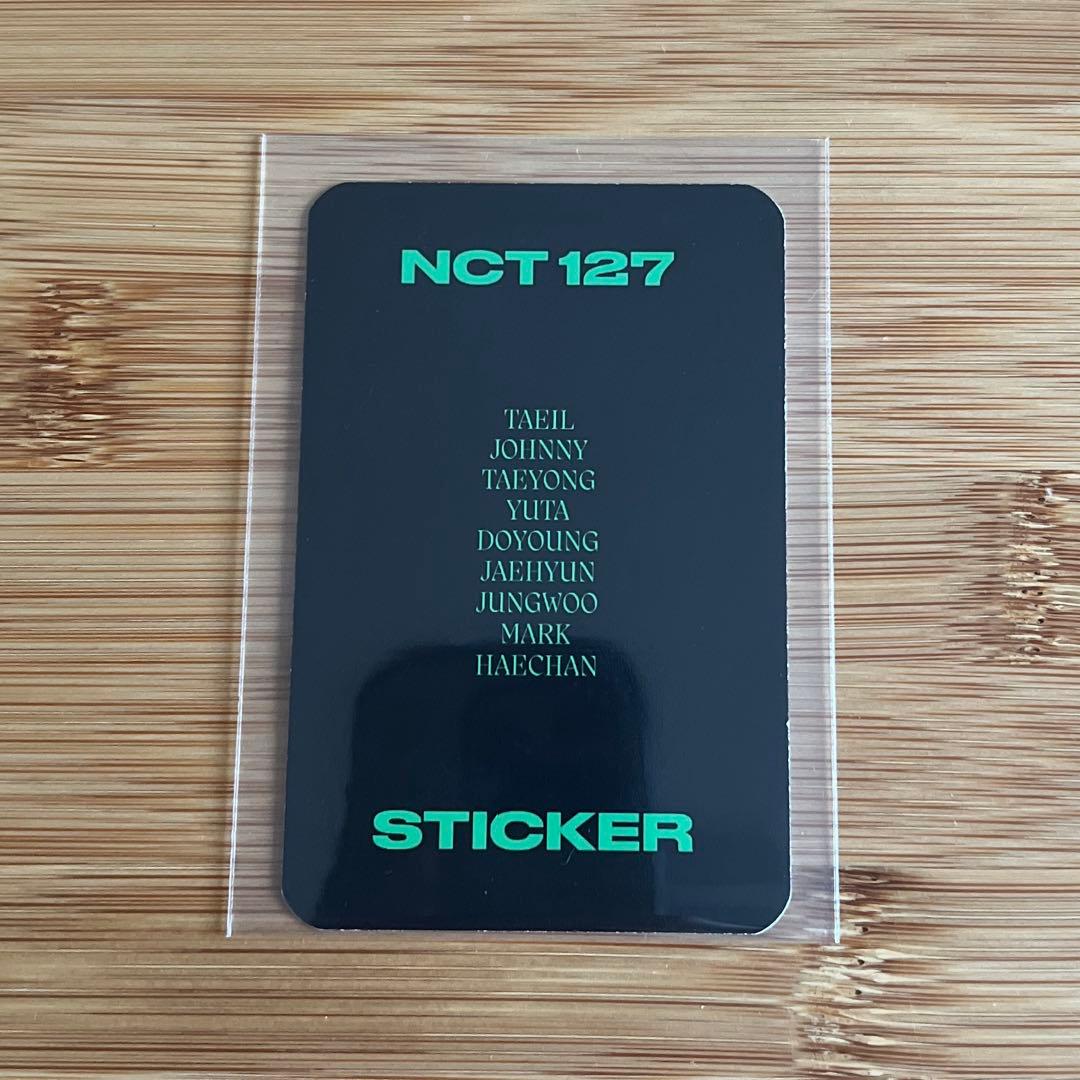 NCT 127
TAEIL
JOHNNY
TAEYONG
YUTA
DOYOUNG
JAEHYUN
JUNGWOO
MARK
HAECHAN
STICKER